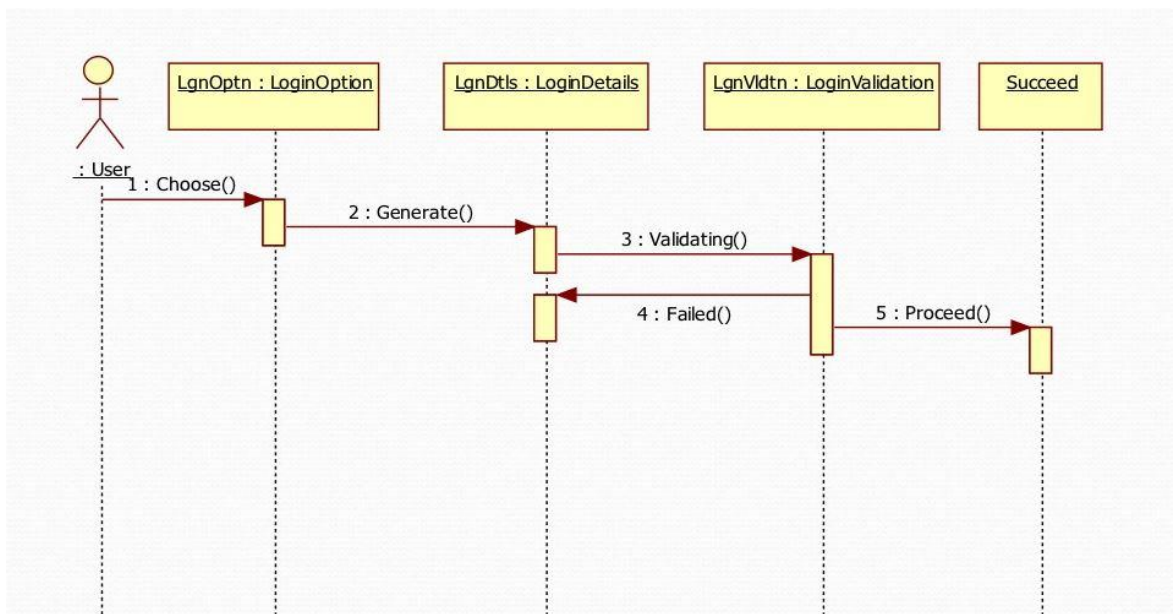 LgnOptn : LoginOption
LgnDtls : LoginDetails
LgnVldtn : LoginValidation
Succeed
: User
1 : Choose()
2 : Generate()
3 : Validating()
4 : Failed()
5 : Proceed()